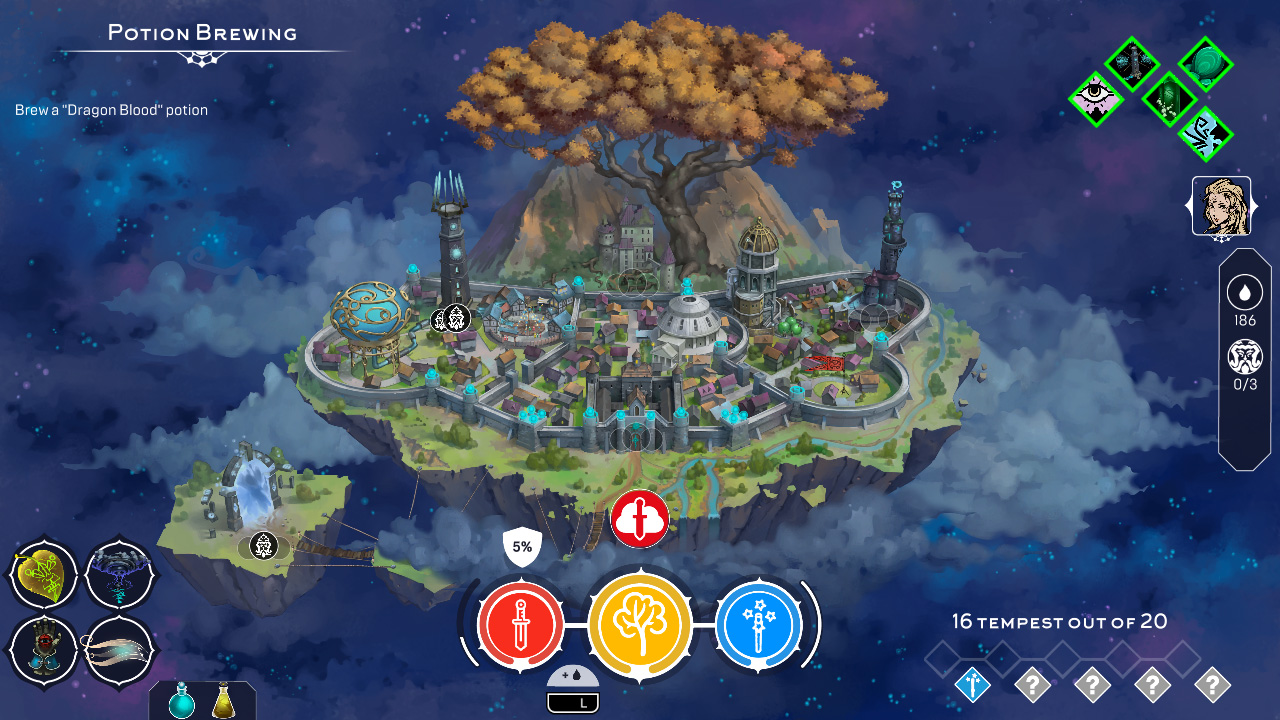 POTION BREWING
Brew a "Dragon Blood" potion
186
0/3
5%
16 TEMPEST OUT OF 20
? ? ? ?
+
L